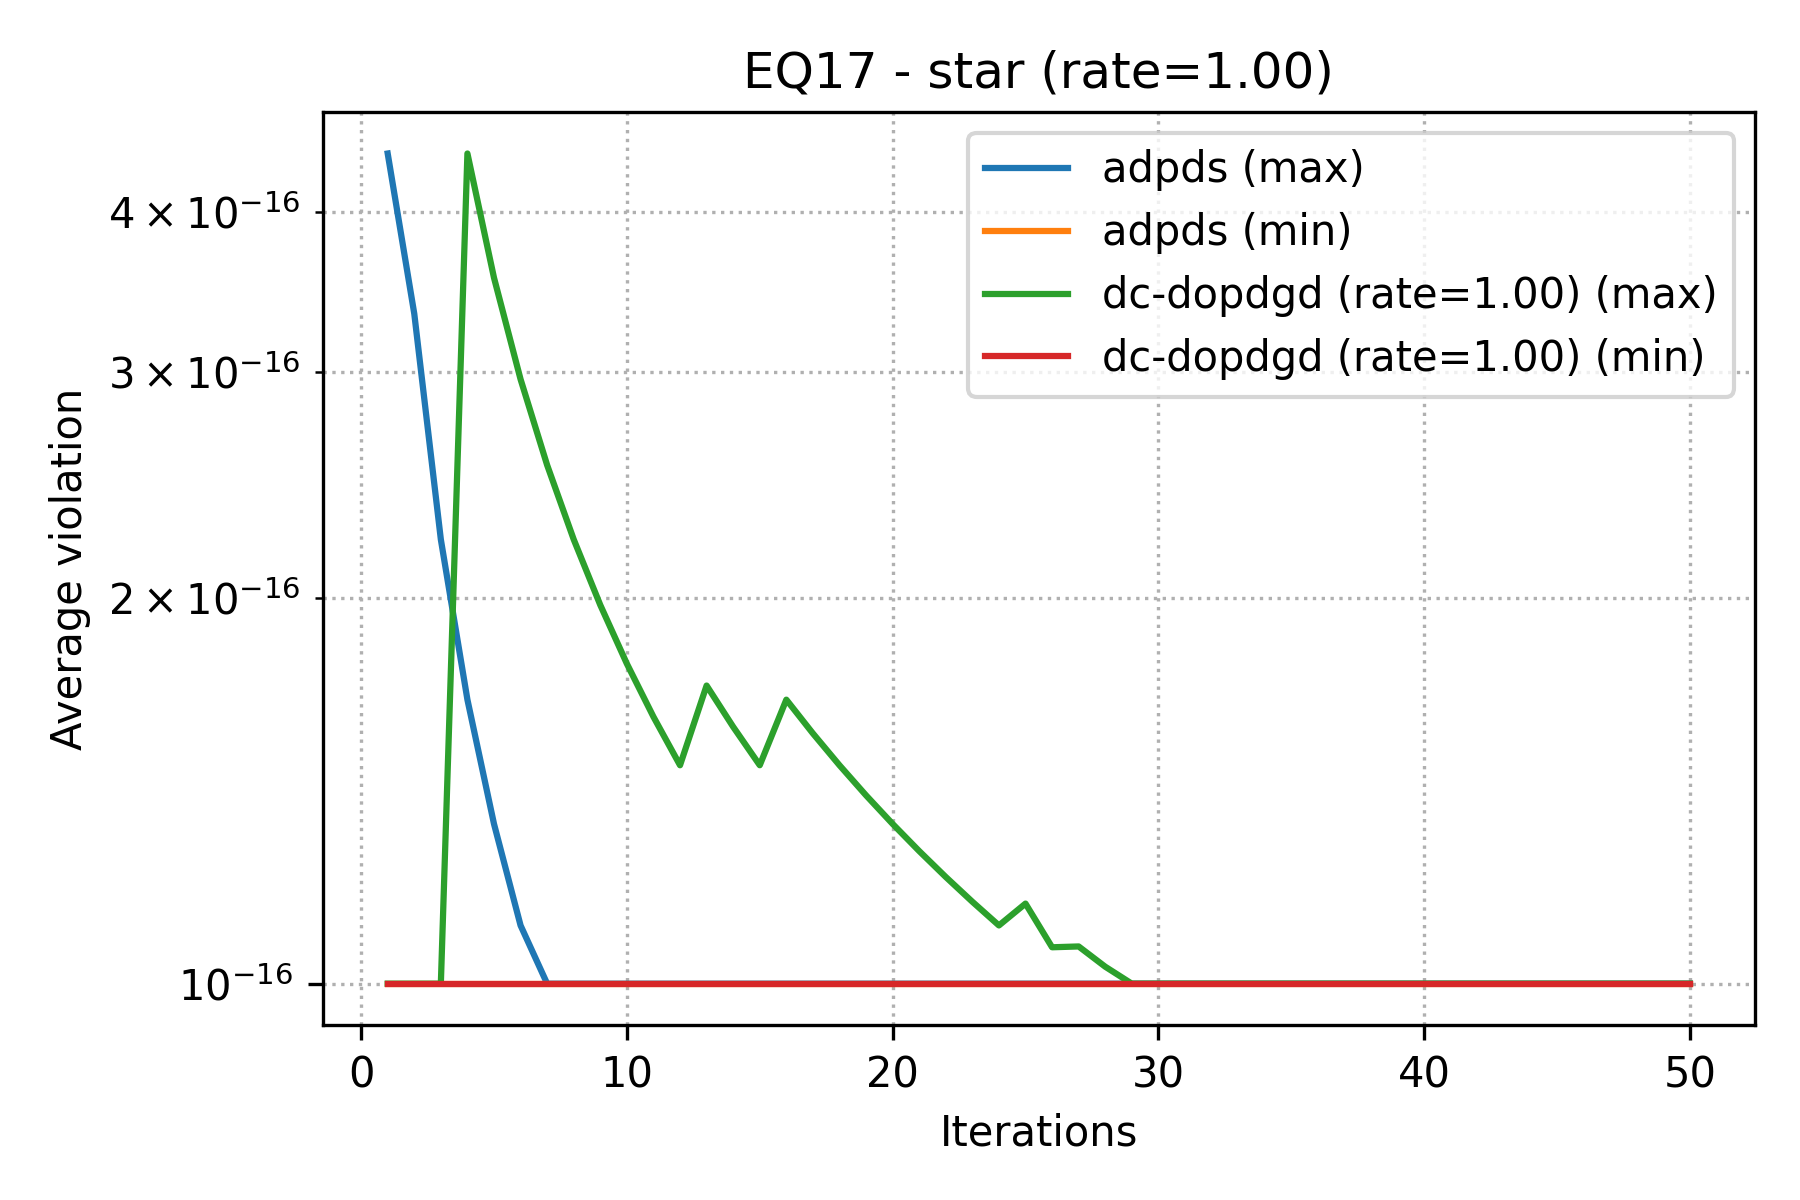 EQ17 - star (rate=1.00)
adpds (max)
adpds (min)
dc-dopdgd (rate=1.00) (max)
dc-dopdgd (rate=1.00) (min)
4 × 10⁻¹⁶
3 × 10⁻¹⁶
2 × 10⁻¹⁶
10⁻¹⁶
Average violation
0 10 20 30 40 50
Iterations